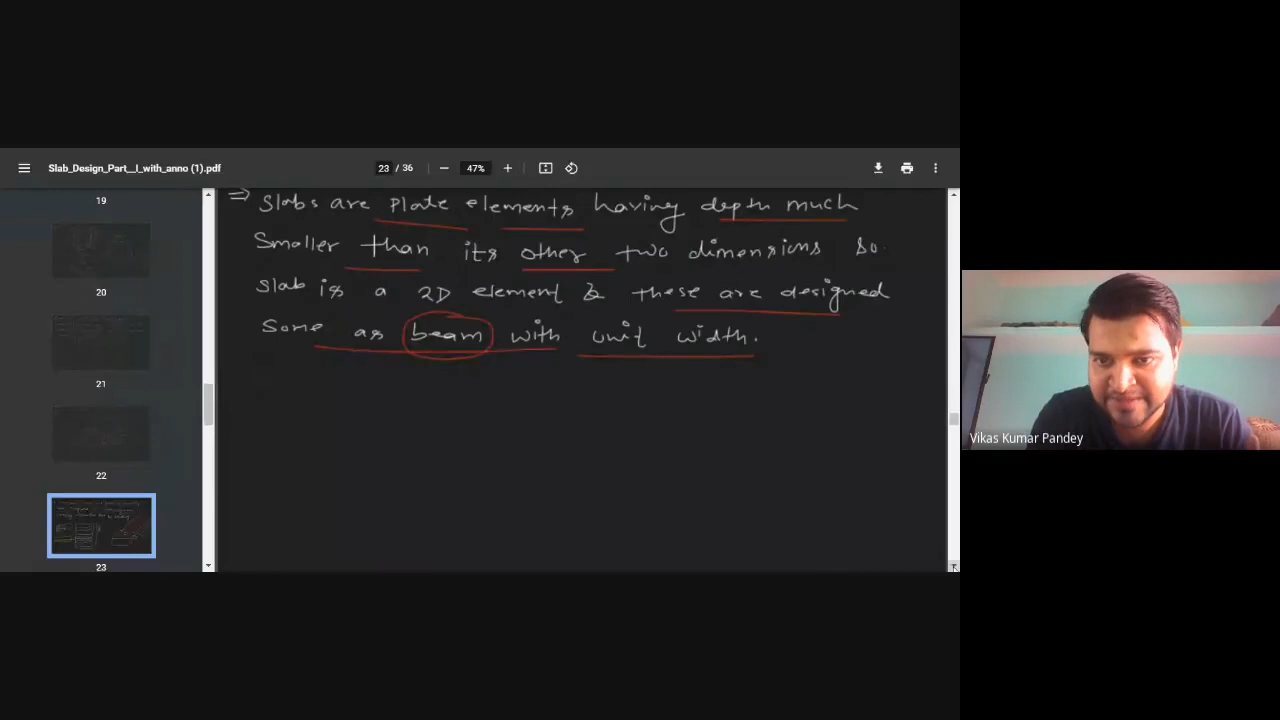 Slab_Design_Part__I_with_anno (1).pdf
23 / 36
47%
19
20
21
22
23
⇒ Slabs are plate elements having depth much
Smaller than its other two dimensions so
slab is a 2D element & these are designed
Same as beam with unit width.
Vikas Kumar Pandey